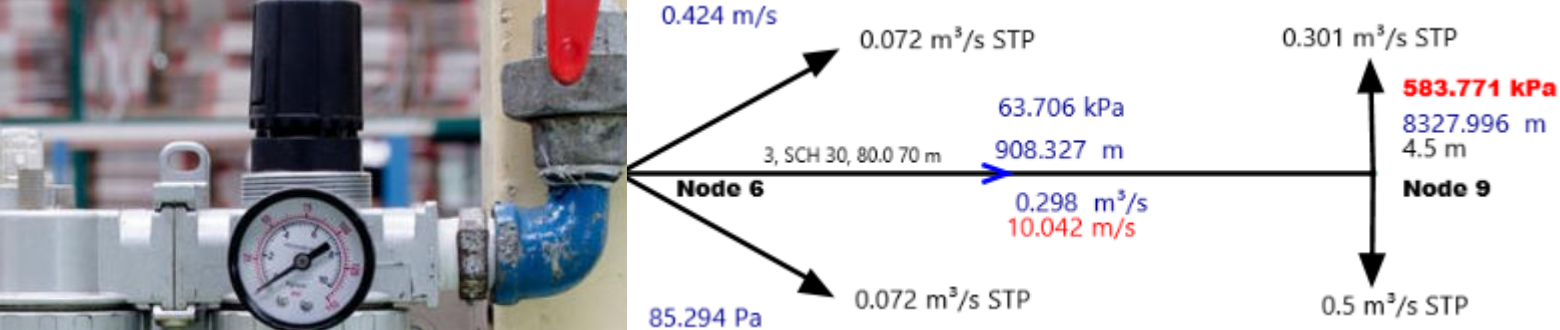 0.424 m/s
0.072 m³/s STP
0.301 m³/s STP
583.771 kPa
63.706 kPa
8327.996 m
908.327 m
4.5 m
3, SCH 30, 80.0 70 m
Node 6
Node 9
0.298 m³/s
10.042 m/s
0.072 m³/s STP
0.5 m³/s STP
85.294 Pa